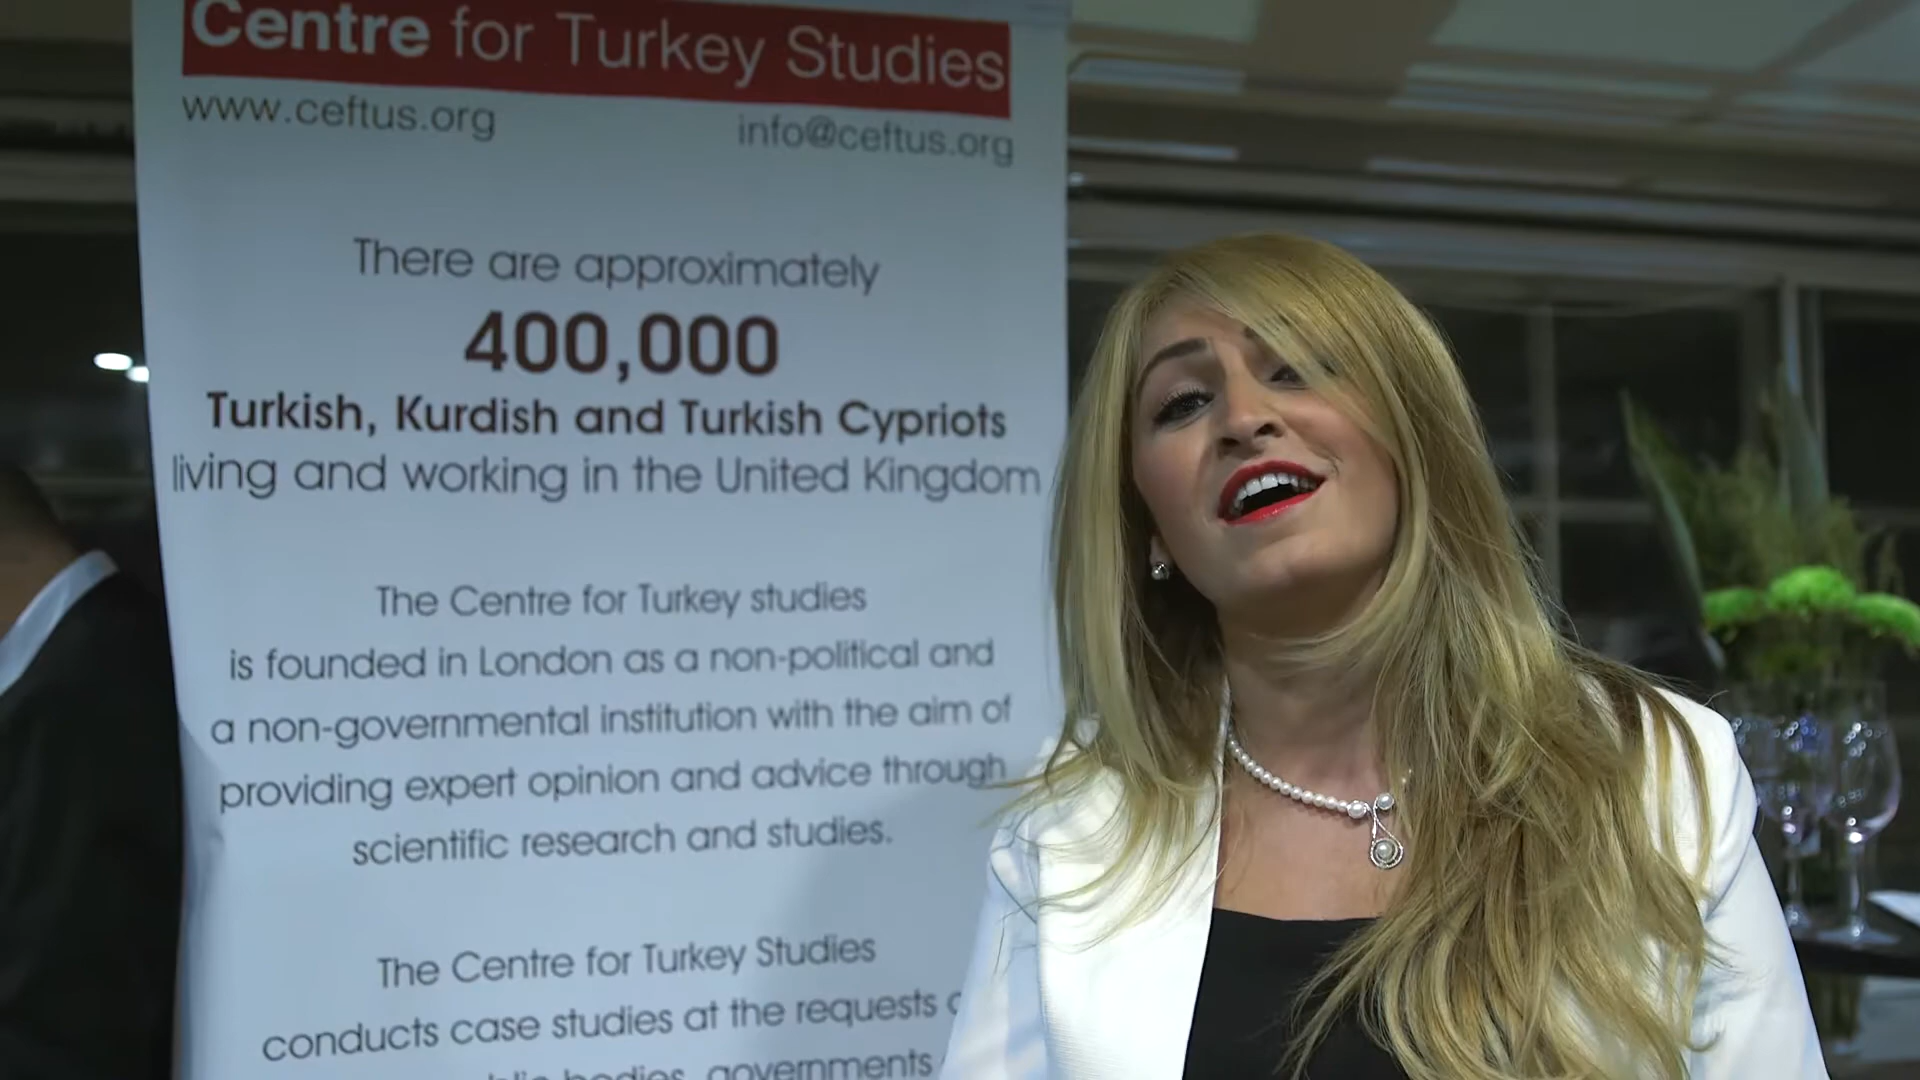 Centre for Turkey Studies
www.ceftus.org info@ceftus.org
There are approximately
400,000
Turkish, Kurdish and Turkish Cypriots
living and working in the United Kingdom
The Centre for Turkey studies
is founded in London as a non-political and
a non-governmental institution with the aim of
providing expert opinion and advice through
scientific research and studies.
The Centre for Turkey Studies
conducts case studies at the requests
bodies, governments